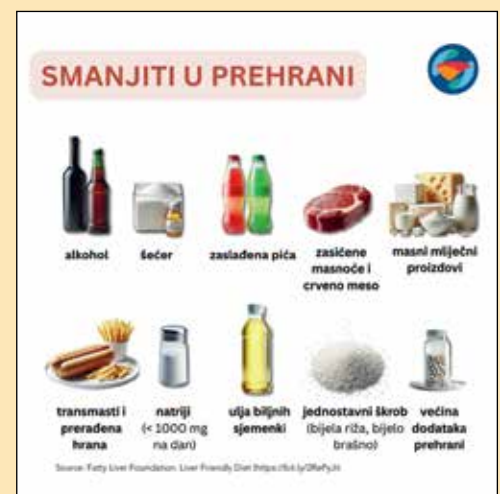 SMANJITI U PREHRANI
alkohol
šećer
zaslađena pića
zasićene
masnoće i
crveno meso
masni mliječni
proizdovi
transmasti i
prerađena
hrana
natriji
(< 1000 mg
na dan)
ulja biljnih
sjemenki
jednostavni škrob
(bijela riža, bijelo
brašno)
većina
dodataka
prehrani
Source: Fatty Liver Foundation. Liver Friendly Diet